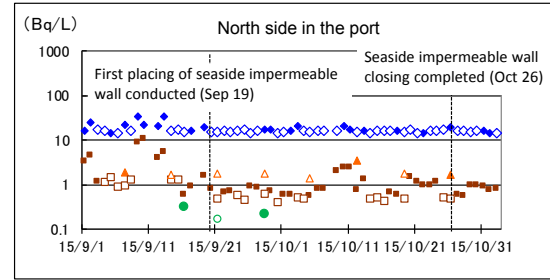 (Bq/L)
North side in the port
1000
100
10
1
0.1
First placing of seaside impermeable
wall conducted (Sep 19)
Seaside impermeable wall
closing completed (Oct 26)
15/9/1 15/9/11 15/9/21 15/10/1 15/10/11 15/10/21 15/10/31